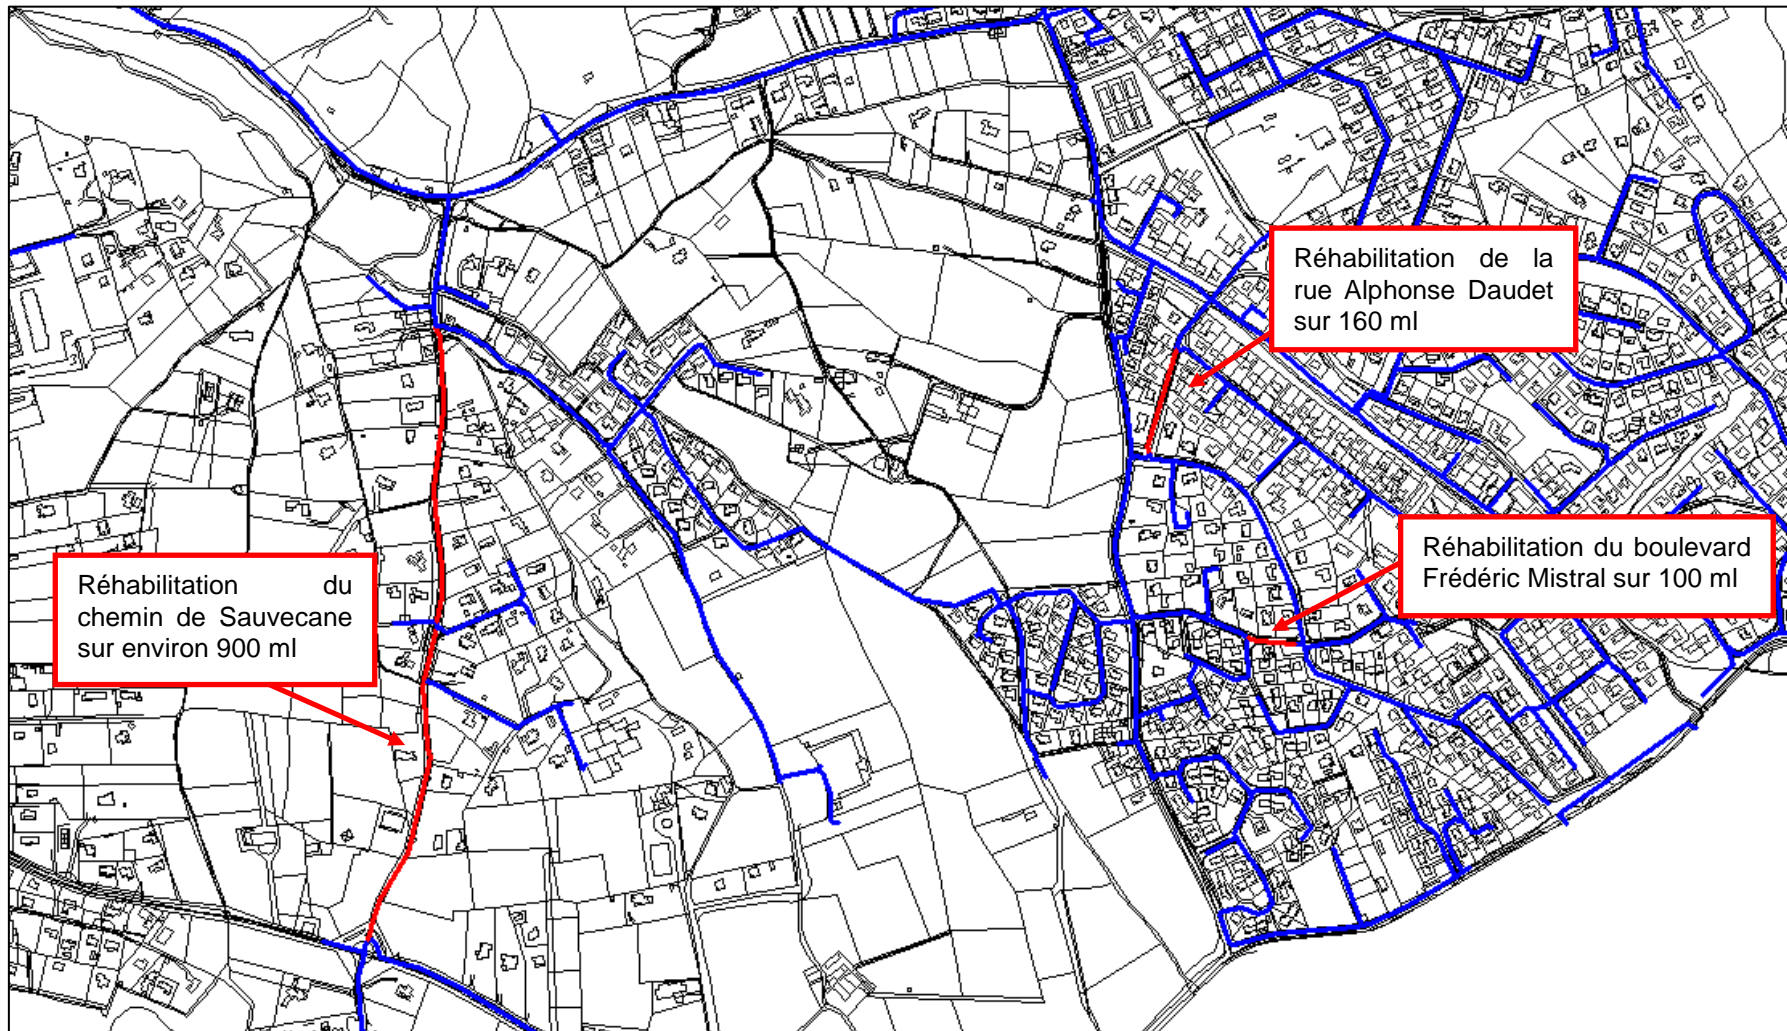 Réhabilitation de la
rue Alphonse Daudet
sur 160 ml
Réhabilitation du boulevard
Frédéric Mistral sur 100 ml
Réhabilitation du
chemin de Sauvecane
sur environ 900 ml